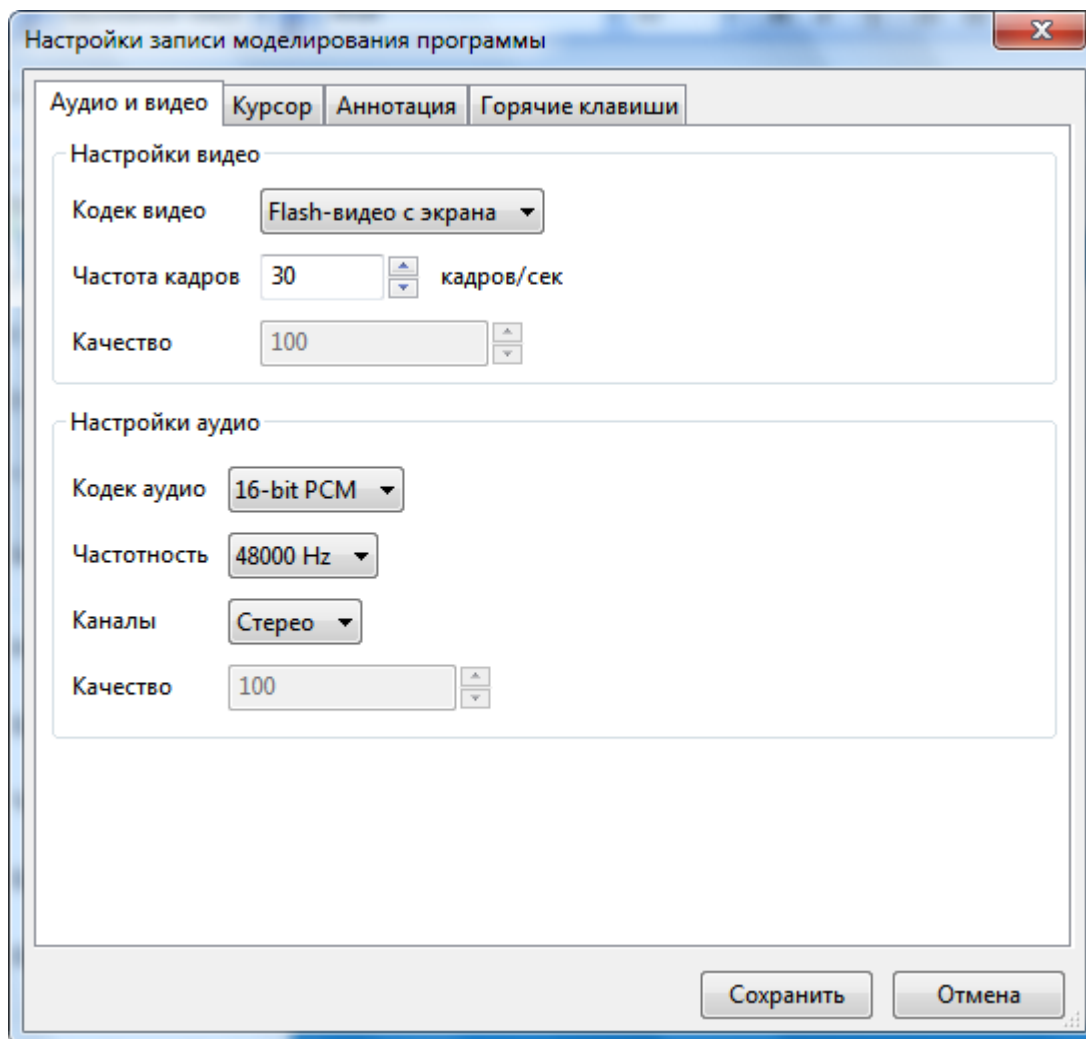 Настройки записи моделирования программы
Аудио и видео Курсор Аннотация Горячие клавиши
Настройки видео
Кодек видео Flash-видео с экрана
Частота кадров 30 кадров/сек
Качество 100
Настройки аудио
Кодек аудио 16-bit PCM
Частотность 48000 Hz
Каналы Стерео
Качество 100
Сохранить Отмена